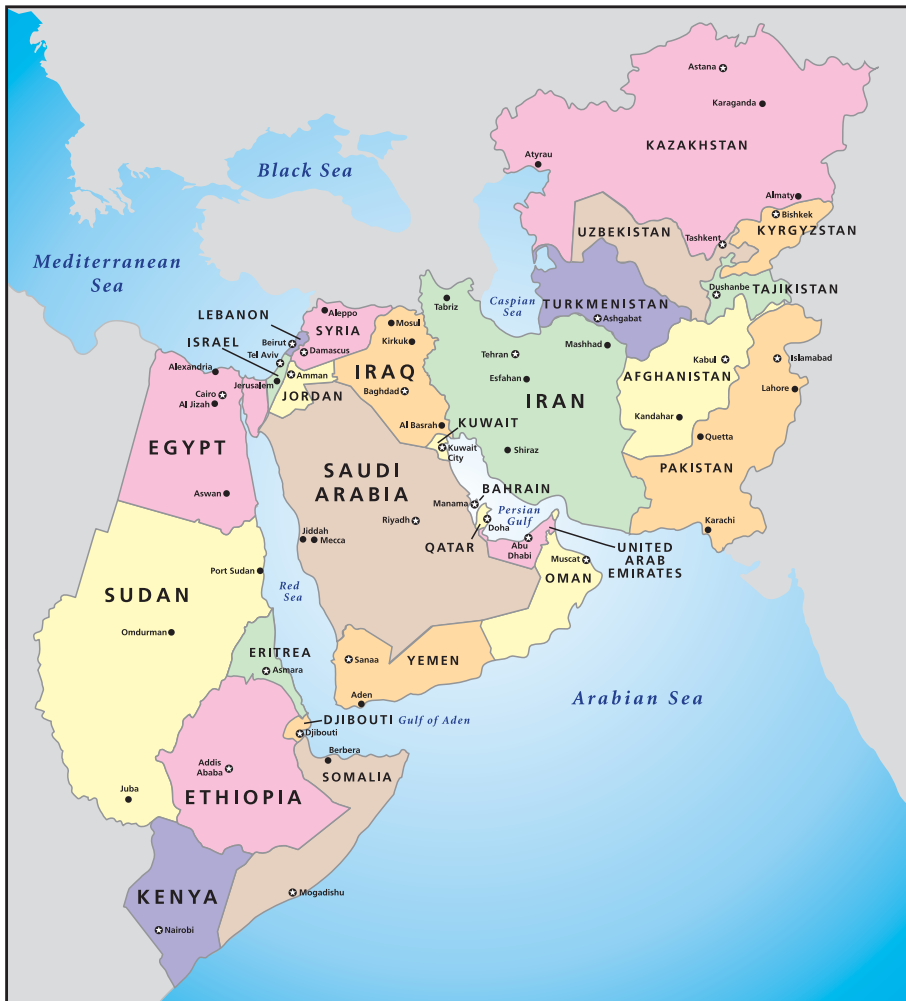 Astana
Karaganda
KAZAKHSTAN
Atyrau
Black Sea
Almaty
Bishkek
UZBEKISTAN
KYRGYZSTAN
Tashkent
Mediterranean
Sea
Dushanbe
TAJIKISTAN
Caspian
Sea
TURKMENISTAN
Tabriz
Ashgabat
Aleppo
LEBANON
SYRIA
Mosul
Kirkuk
ISRAEL
Beirut
Damascus
Tel Aviv
Tehran
Mashhad
Kabul
Islamabad
Alexandria
Jerusalem
Amman
IRAQ
Esfahan
AFGHANISTAN
Lahore
Cairo
Al Jizah
JORDAN
Baghdad
IRAN
Kandahar
Al Basrah
KUWAIT
Quetta
EGYPT
Kuwait
City
Shiraz
PAKISTAN
SAUDI
ARABIA
Aswan
BAHRAIN
Manama
Persian
Gulf
Riyadh
Doha
Karachi
Jiddah
Mecca
QATAR
Abu
Dhabi
UNITED
ARAB
EMIRATES
Muscat
OMAN
Port Sudan
SUDAN
Red
Sea
Omdurman
ERITREA
Asmara
Sanaa
YEMEN
Aden
Arabian Sea
DJIBOUTI
Gulf of Aden
Djibouti
Berbera
Addis
Ababa
SOMALIA
Juba
ETHIOPIA
KENYA
Mogadishu
Nairobi